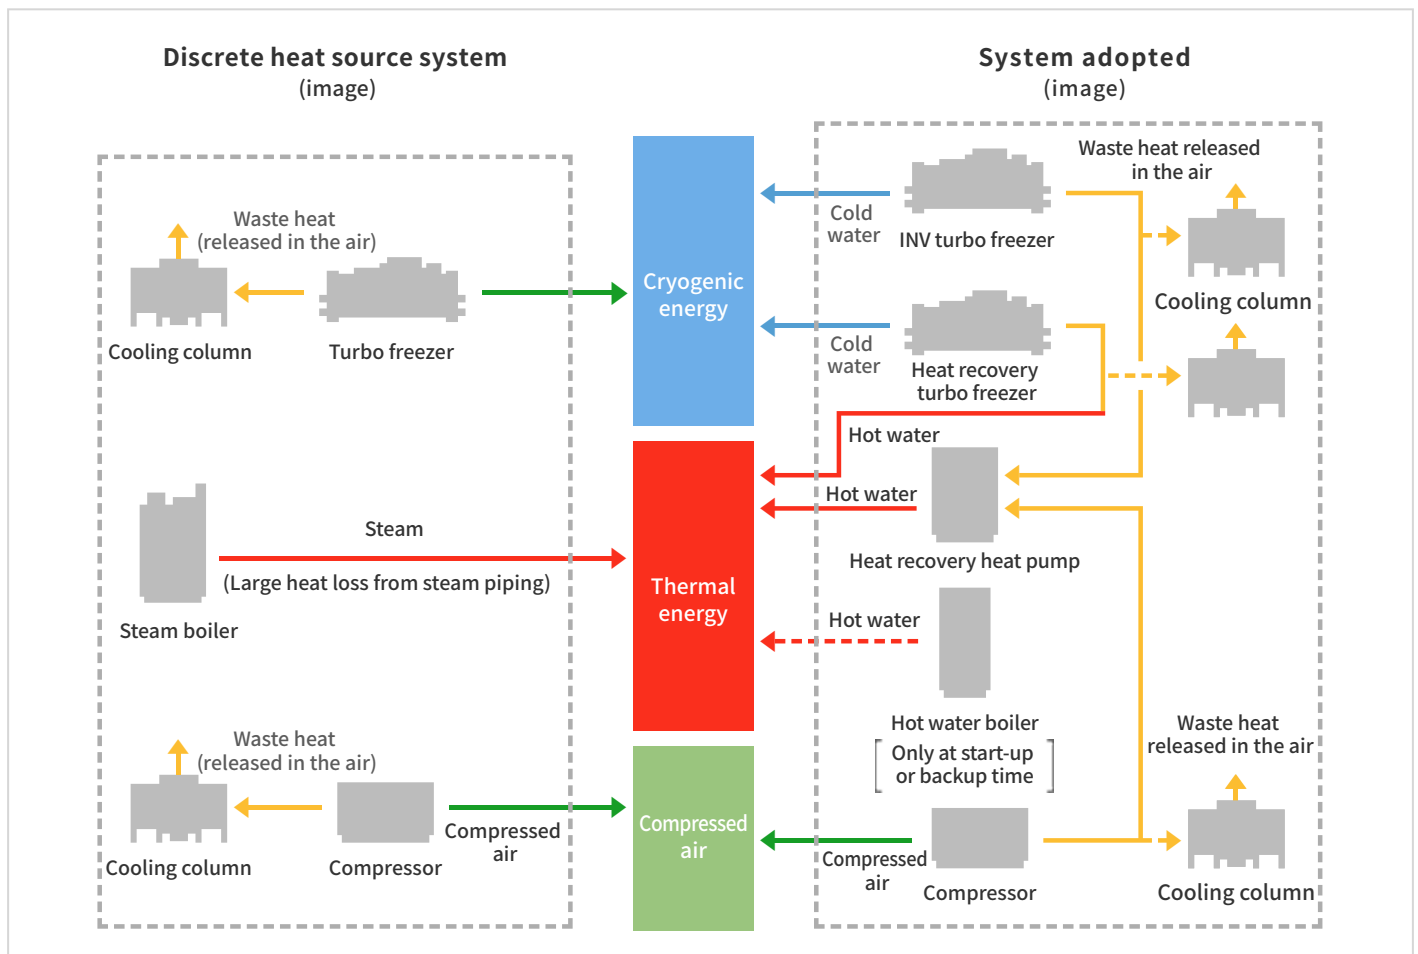 Discrete heat source system
(image)
Waste heat
(released in the air)
Cooling column
Turbo freezer
Steam
(Large heat loss from steam piping)
Steam boiler
Waste heat
(released in the air)
Compressed
air
Cooling column
Compressor
Cryogenic
energy
Thermal
energy
Compressed
air
System adopted
(image)
Waste heat released
in the air
Cold
water
INV turbo freezer
Cooling column
Cold
water
Heat recovery
turbo freezer
Hot water
Hot water
Heat recovery heat pump
Hot water
Hot water boiler
Only at start-up
or backup time
Waste heat
released in the air
Compressed
air
Compressor
Cooling column